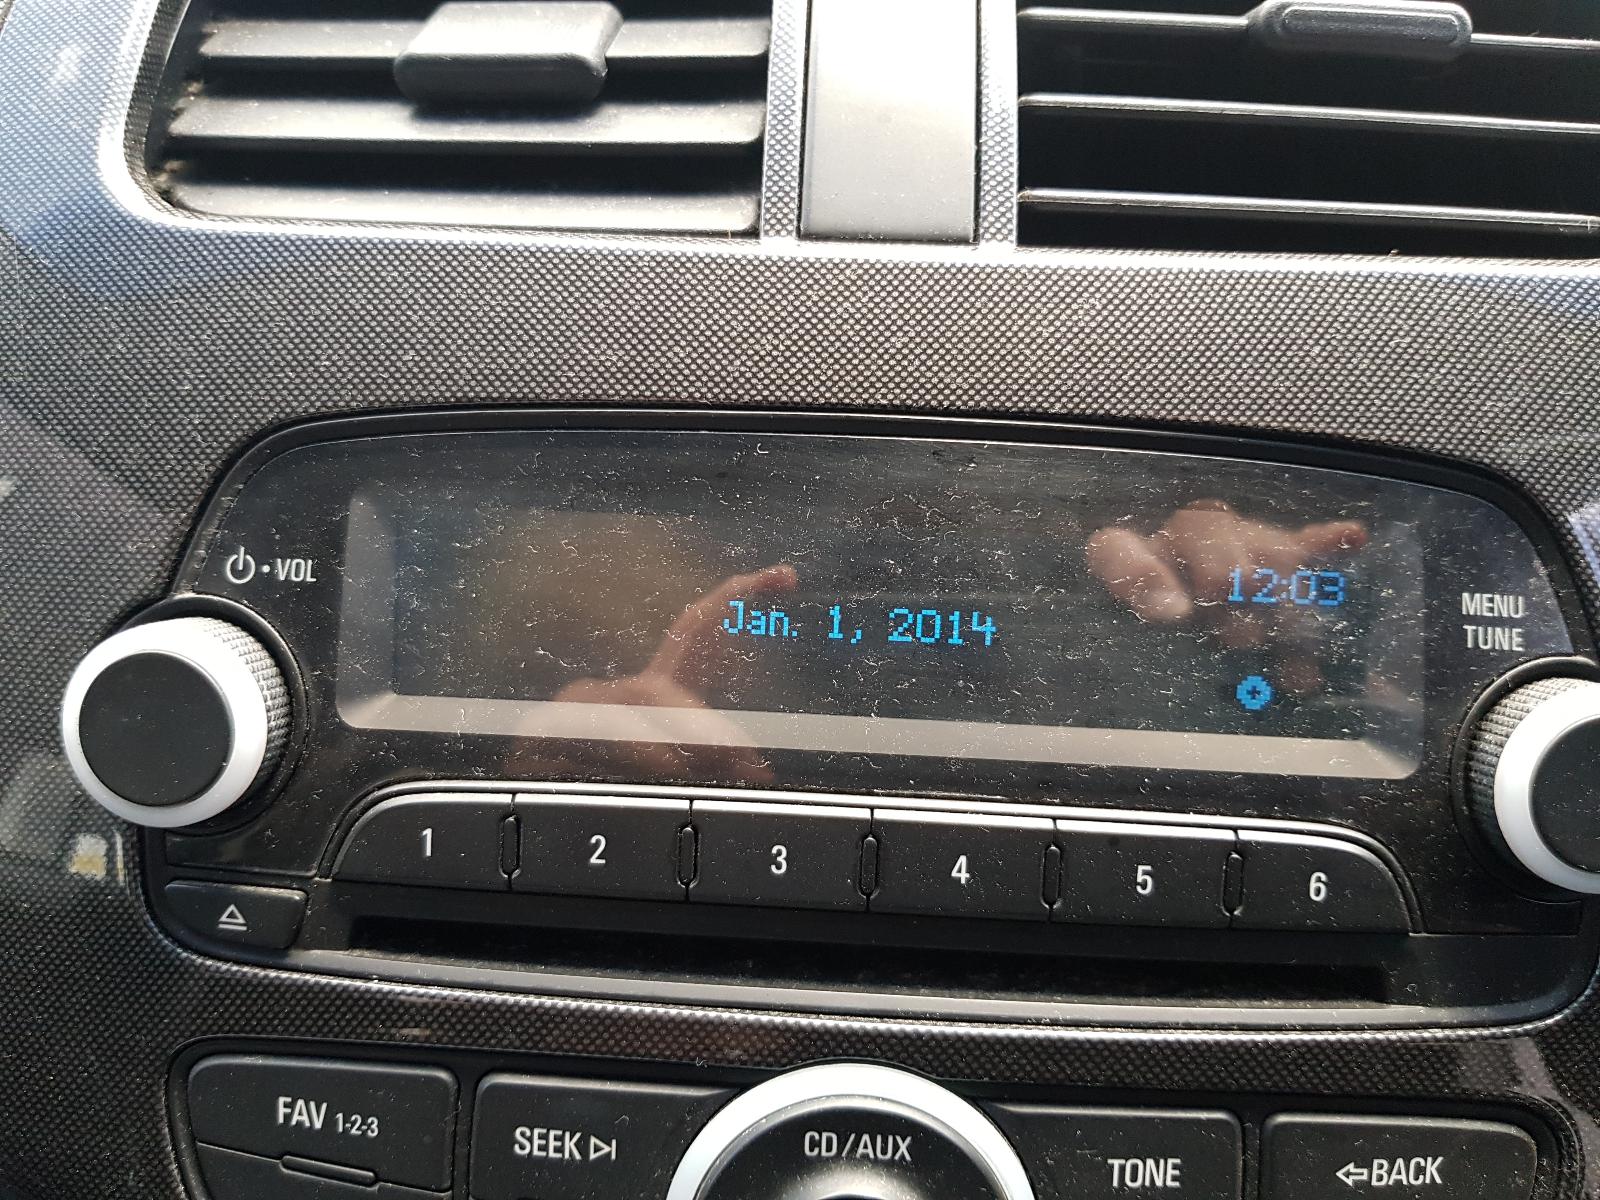 ⏻•VOL
Jan. 1, 2014
12:03
MENU
TUNE
1 2 3 4 5 6
FAV 1-2-3
SEEK
CD/AUX
TONE
BACK